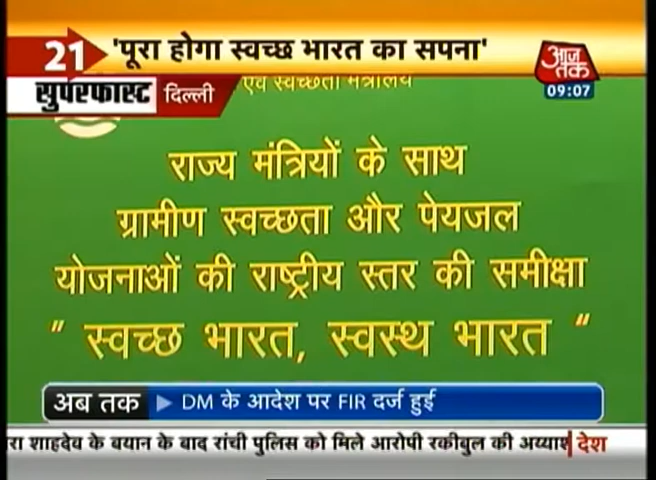 21 'पूरा होगा स्वच्छ भारत का सपना'
आज तक
सुपरफास्ट दिल्ली
09:07
एवं स्वच्छता मंत्रालय
राज्य मंत्रियों के साथ
ग्रामीण स्वच्छता और पेयजल
योजनाओं की राष्ट्रीय स्तर की समीक्षा
" स्वच्छ भारत, स्वस्थ भारत "
अब तक DM के आदेश पर FIR दर्ज हुई
रा शाहदेव के बयान के बाद रांची पुलिस को मिले आरोपी रकीबुल की अय्याश देश